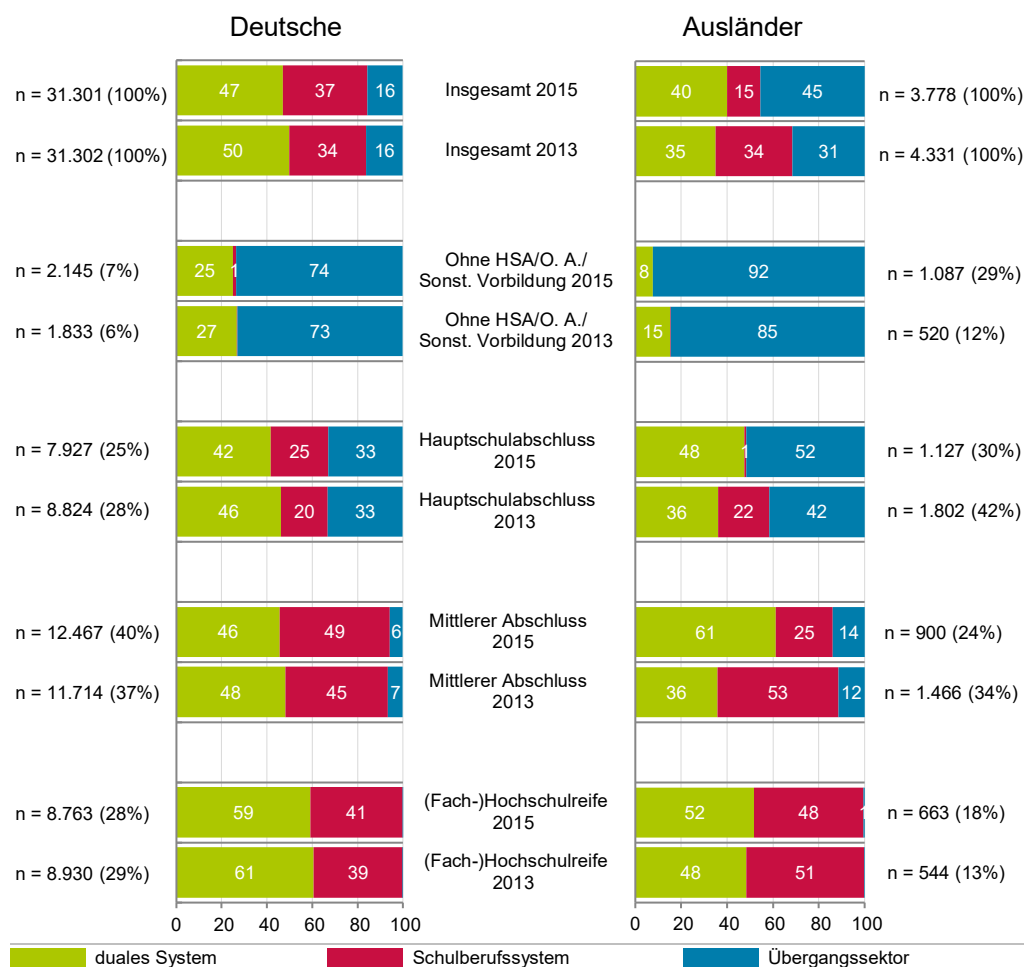 Deutsche Ausländer
n = 31.301 (100%) 47 37 16 Insgesamt 2015 40 15 45 n = 3.778 (100%)
n = 31.302 (100%) 50 34 16 Insgesamt 2013 35 34 31 n = 4.331 (100%)
n = 2.145 (7%) 25 1 74 Ohne HSA/O. A./
Sonst. Vorbildung 2015 8 92 n = 1.087 (29%)
n = 1.833 (6%) 27 73 Ohne HSA/O. A./
Sonst. Vorbildung 2013 15 85 n = 520 (12%)
n = 7.927 (25%) 42 25 33 Hauptschulabschluss
2015 48 1 52 n = 1.127 (30%)
n = 8.824 (28%) 46 20 33 Hauptschulabschluss
2013 36 22 42 n = 1.802 (42%)
n = 12.467 (40%) 46 49 6 Mittlerer Abschluss
2015 61 25 14 n = 900 (24%)
n = 11.714 (37%) 48 45 7 Mittlerer Abschluss
2013 36 53 12 n = 1.466 (34%)
n = 8.763 (28%) 59 41 (Fach-)Hochschulreife
2015 52 48 1 n = 663 (18%)
n = 8.930 (29%) 61 39 (Fach-)Hochschulreife
2013 48 51 n = 544 (13%)
0 20 40 60 80 100 0 20 40 60 80 100
duales System Schulberufssystem Übergangssektor